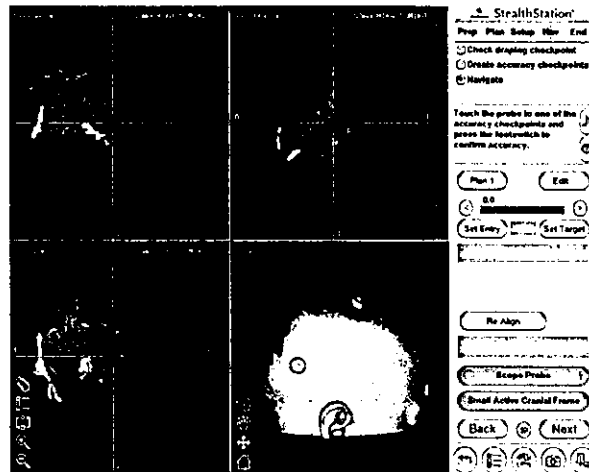 StealthStation
Prep Plan Setup Nav End
Check draping checkpoint
Create accuracy checkpoints
Navigate
Touch the probe to one of the
accuracy checkpoints and
press the footswitch to
confirm accuracy.
Plan 1 Edit
0.0
Set Entry Set Target
Re Align
Scope Probe
Small Active Cranial Frame
Back Next